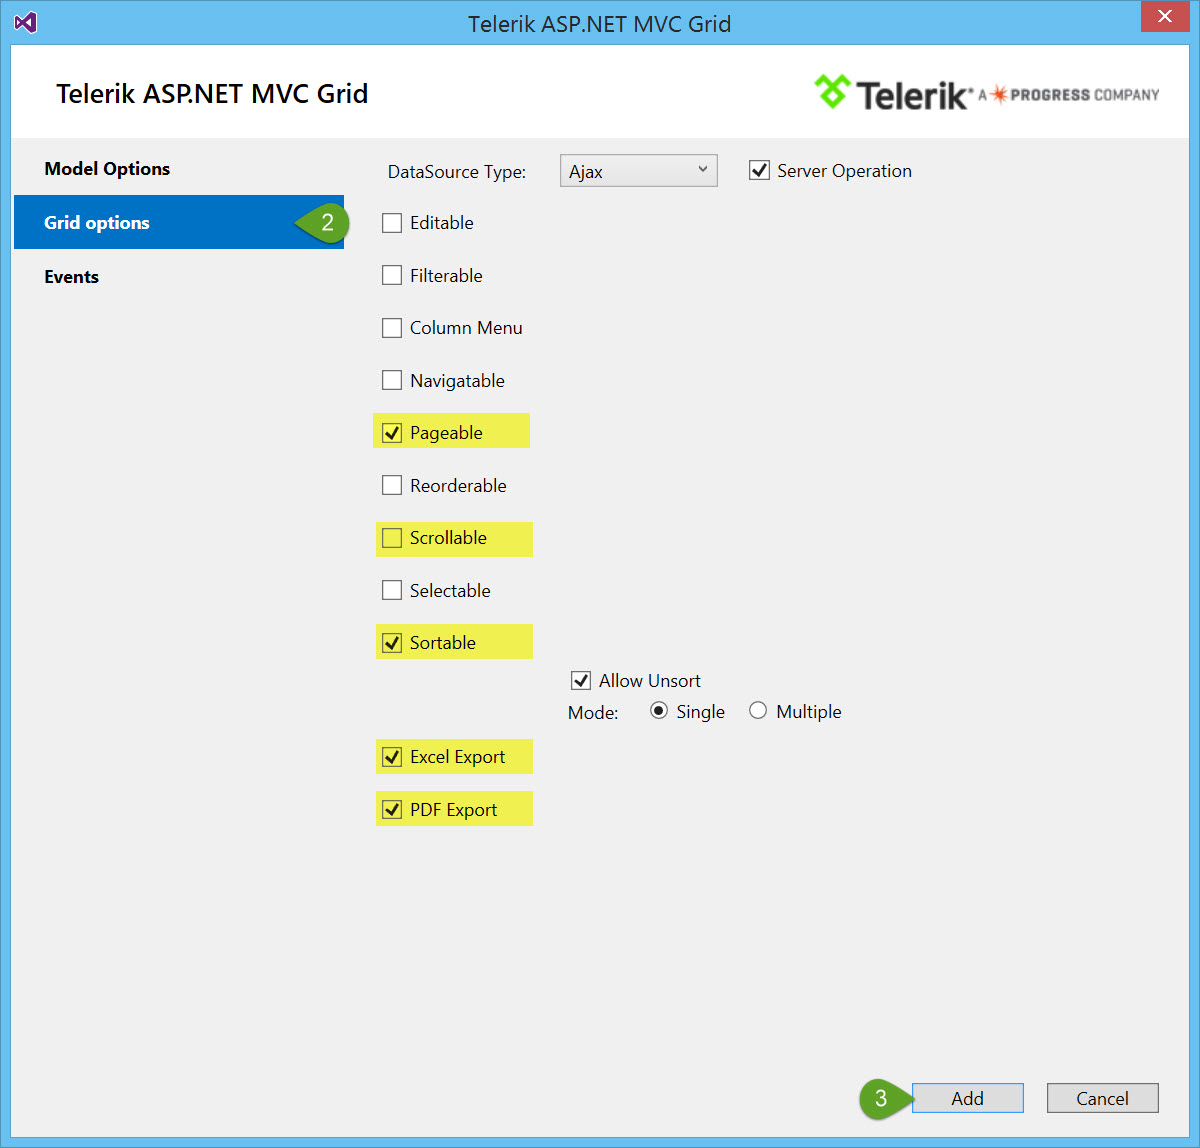 Telerik ASP.NET MVC Grid
Telerik ASP.NET MVC Grid
Telerik A PROGRESS COMPANY
Model Options
DataSource Type: Ajax Server Operation
Grid options 2
Editable
Events
Filterable
Column Menu
Navigatable
Pageable
Reorderable
Scrollable
Selectable
Sortable
Allow Unsort
Mode: Single Multiple
Excel Export
PDF Export
3 Add Cancel